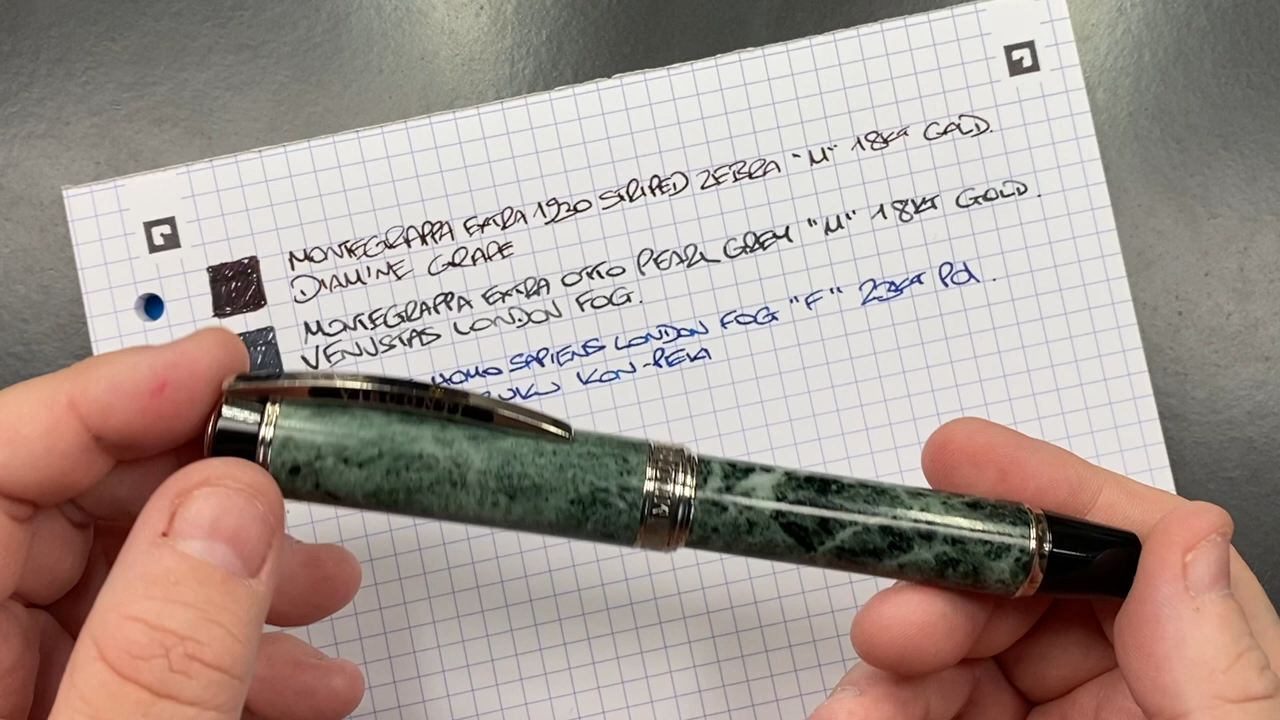 MONTEGRAPPA EXTRA 1930 STRIPED ZEBRA "M" 18KT GOLD.
DIAMINE GRAPE
MONTEGRAPPA EXTRA OTTO PEARL GREY "M" 18KT GOLD.
VENUSTAS LONDON FOG.
HOMO SAPIENS LONDON FOG "F" 23KT Pd.
KON-PEKI